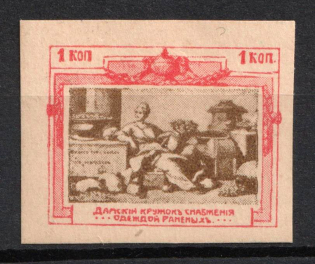 1 КОП
1 КОП.
ДАМСКІЙ КРУЖОКЪ СНАБЖЕНІЯ
ОДЕЖДОЙ РАНЕНЫХЪ